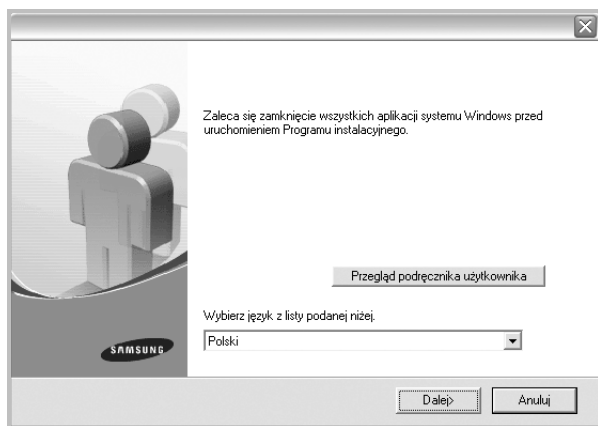 Zaleca się zamknięcie wszystkich aplikacji systemu Windows przed
uruchomieniem Programu instalacyjnego.
Przegląd podręcznika użytkownika
Wybierz język z listy podanej niżej.
Polski
SAMSUNG
Dalej>
Anuluj